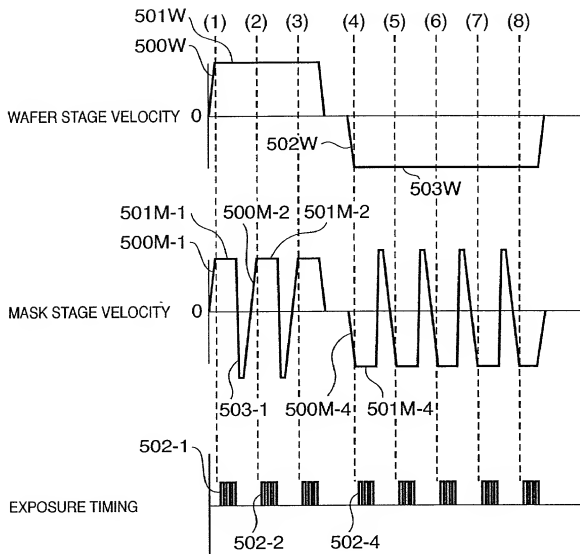 501W (1) (2) (3) (4) (5) (6) (7) (8)
500W
WAFER STAGE VELOCITY 0
502W
503W
501M-1 500M-2 501M-2
500M-1
MASK STAGE VELOCITY 0
503-1 500M-4 501M-4
502-1
EXPOSURE TIMING
502-2 502-4